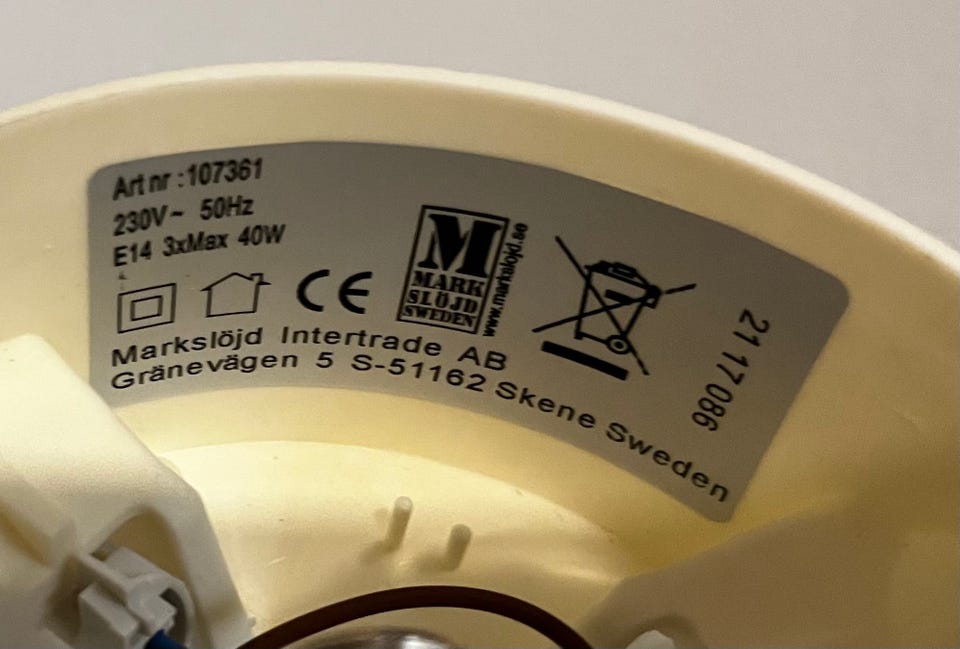 Art nr :107361
230V~ 50Hz
E14 3xMax 40W
CE
M
MARK
SLÖJD
SWEDEN
www.markslojd.se
Markslöjd Intertrade AB
Gränevägen 5 S-51162 Skene Sweden
2117086